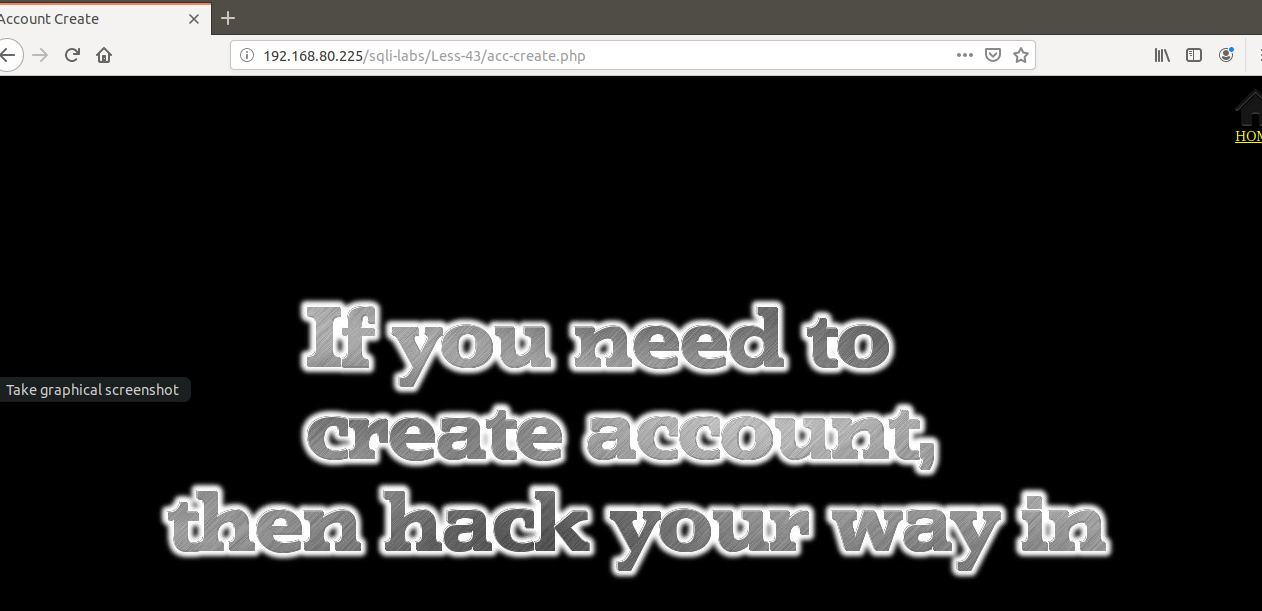 Account Create
192.168.80.225/sqli-labs/Less-43/acc-create.php
HOM
If you need to
Take graphical screenshot
create account,
then hack your way in